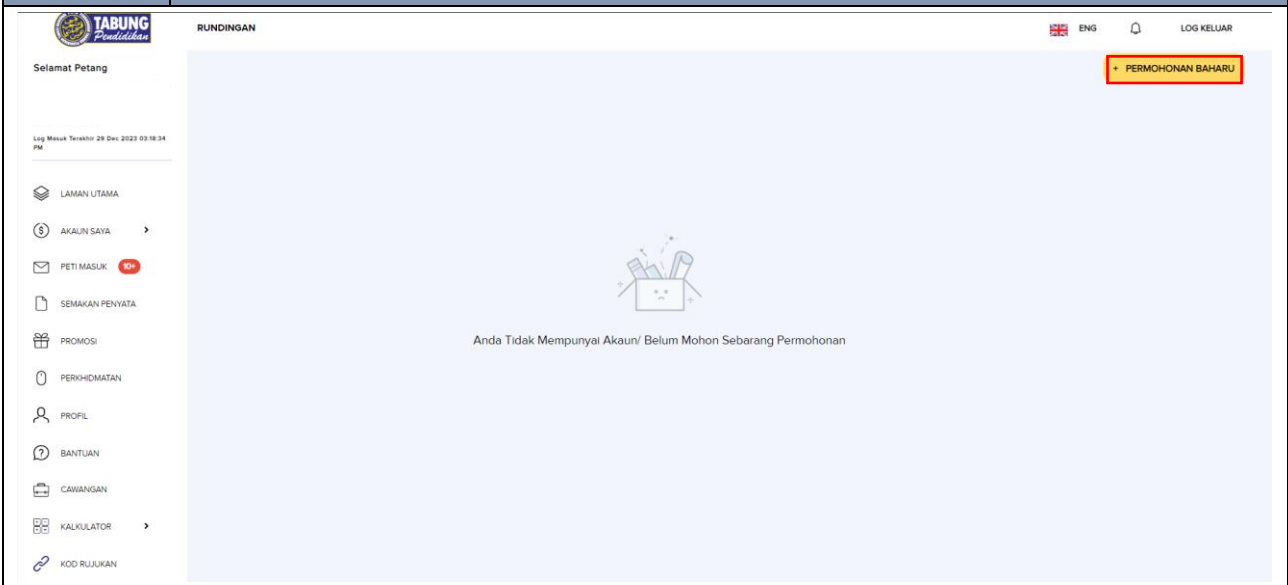 TABUNG
Pendidikan
RUNDINGAN
ENG
LOG KELUAR
Selamat Petang
+ PERMOHONAN BAHARU
Log Masuk Terakhir 29 Dec 2023 03:18:34
PM
LAMAN UTAMA
AKAUN SAYA
PETI MASUK 10+
SEMAKAN PENYATA
PROMOSI
Anda Tidak Mempunyai Akaun/ Belum Mohon Sebarang Permohonan
PERKHIDMATAN
PROFIL
BANTUAN
CAWANGAN
KALKULATOR
KOD RUJUKAN